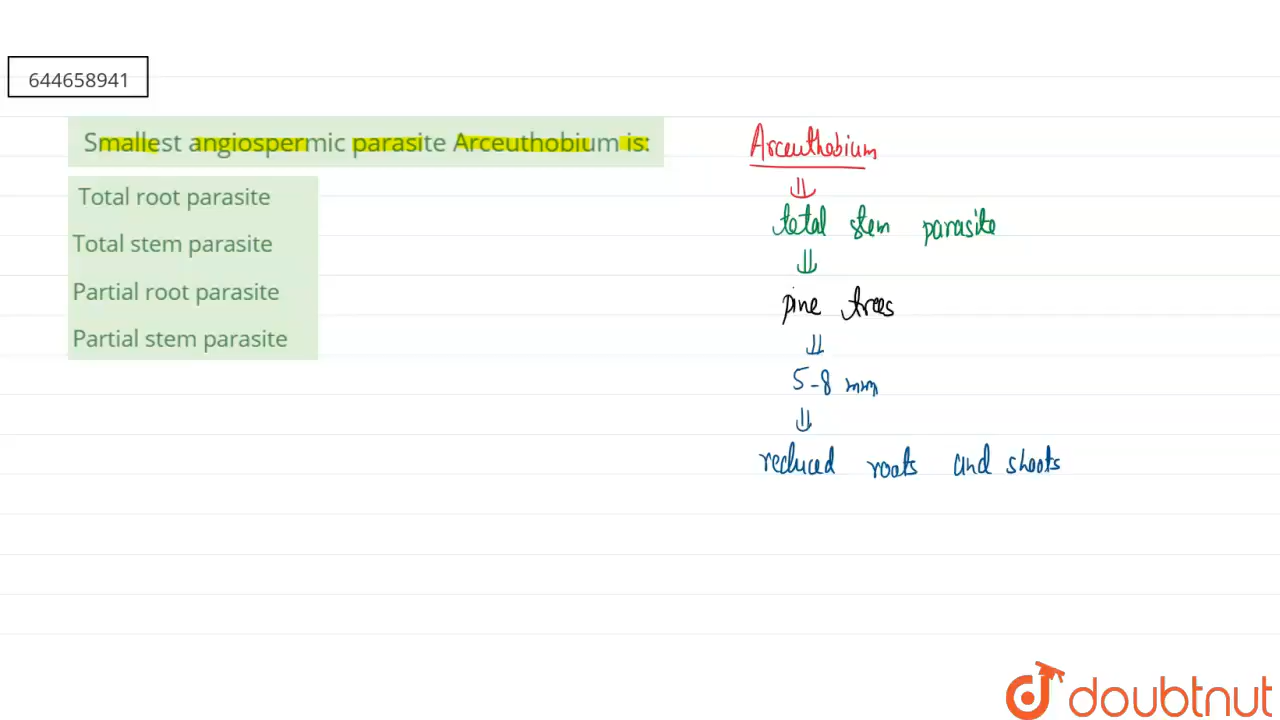 644658941
Smallest angiospermic parasite Arceuthobium is:
Total root parasite
Total stem parasite
Partial root parasite
Partial stem parasite
Arceuthobium
total stem parasite
pine trees
5-8 mm
reduced roots and shoots
doubtnut